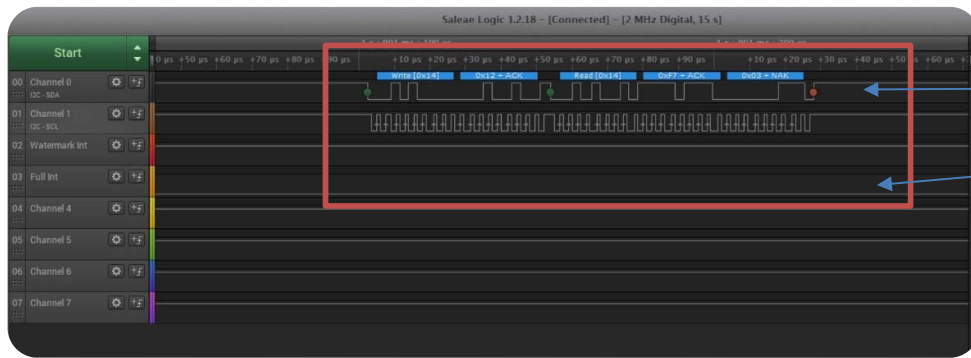 Saleae Logic 1.2.18 - [Connected] - [2 MHz Digital, 15 s]
Start
0 µs +50 µs +60 µs +70 µs +80 µs +90 µs +10 µs +20 µs +30 µs +40 µs +50 µs +60 µs +70 µs +80 µs +90 µs +10 µs +20 µs +30 µs +40 µs +50 µs +60 µs
00 Channel 0
I2C - SDA
Write [0x14] 0x12 + ACK Read [0x14] 0xF7 + ACK 0x03 + NAK
01 Channel 1
I2C - SCL
02 Watermark Int
03 Full Int
04 Channel 4
05 Channel 5
06 Channel 6
07 Channel 7